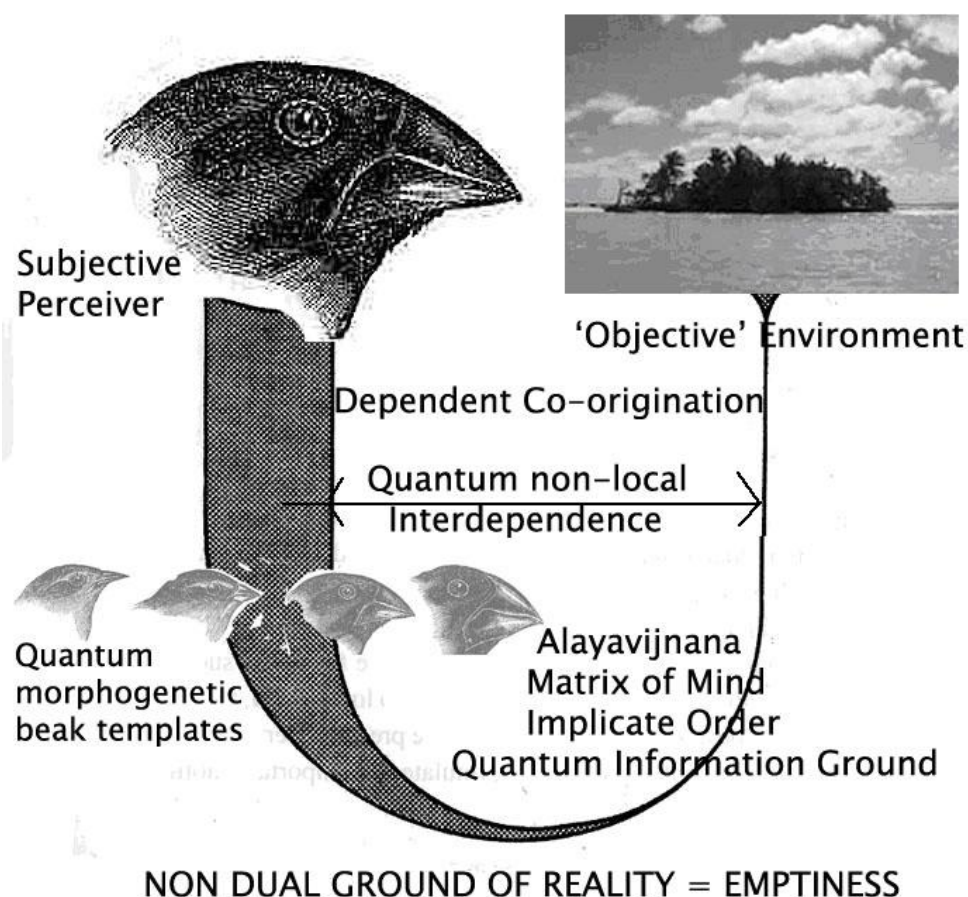 Subjective
Perceiver
‘Objective’ Environment
Dependent Co-origination
Quantum non-local
Interdependence
Quantum
morphogenetic
beak templates
Alayavijnana
Matrix of Mind
Implicate Order
Quantum Information Ground
NON DUAL GROUND OF REALITY = EMPTINESS